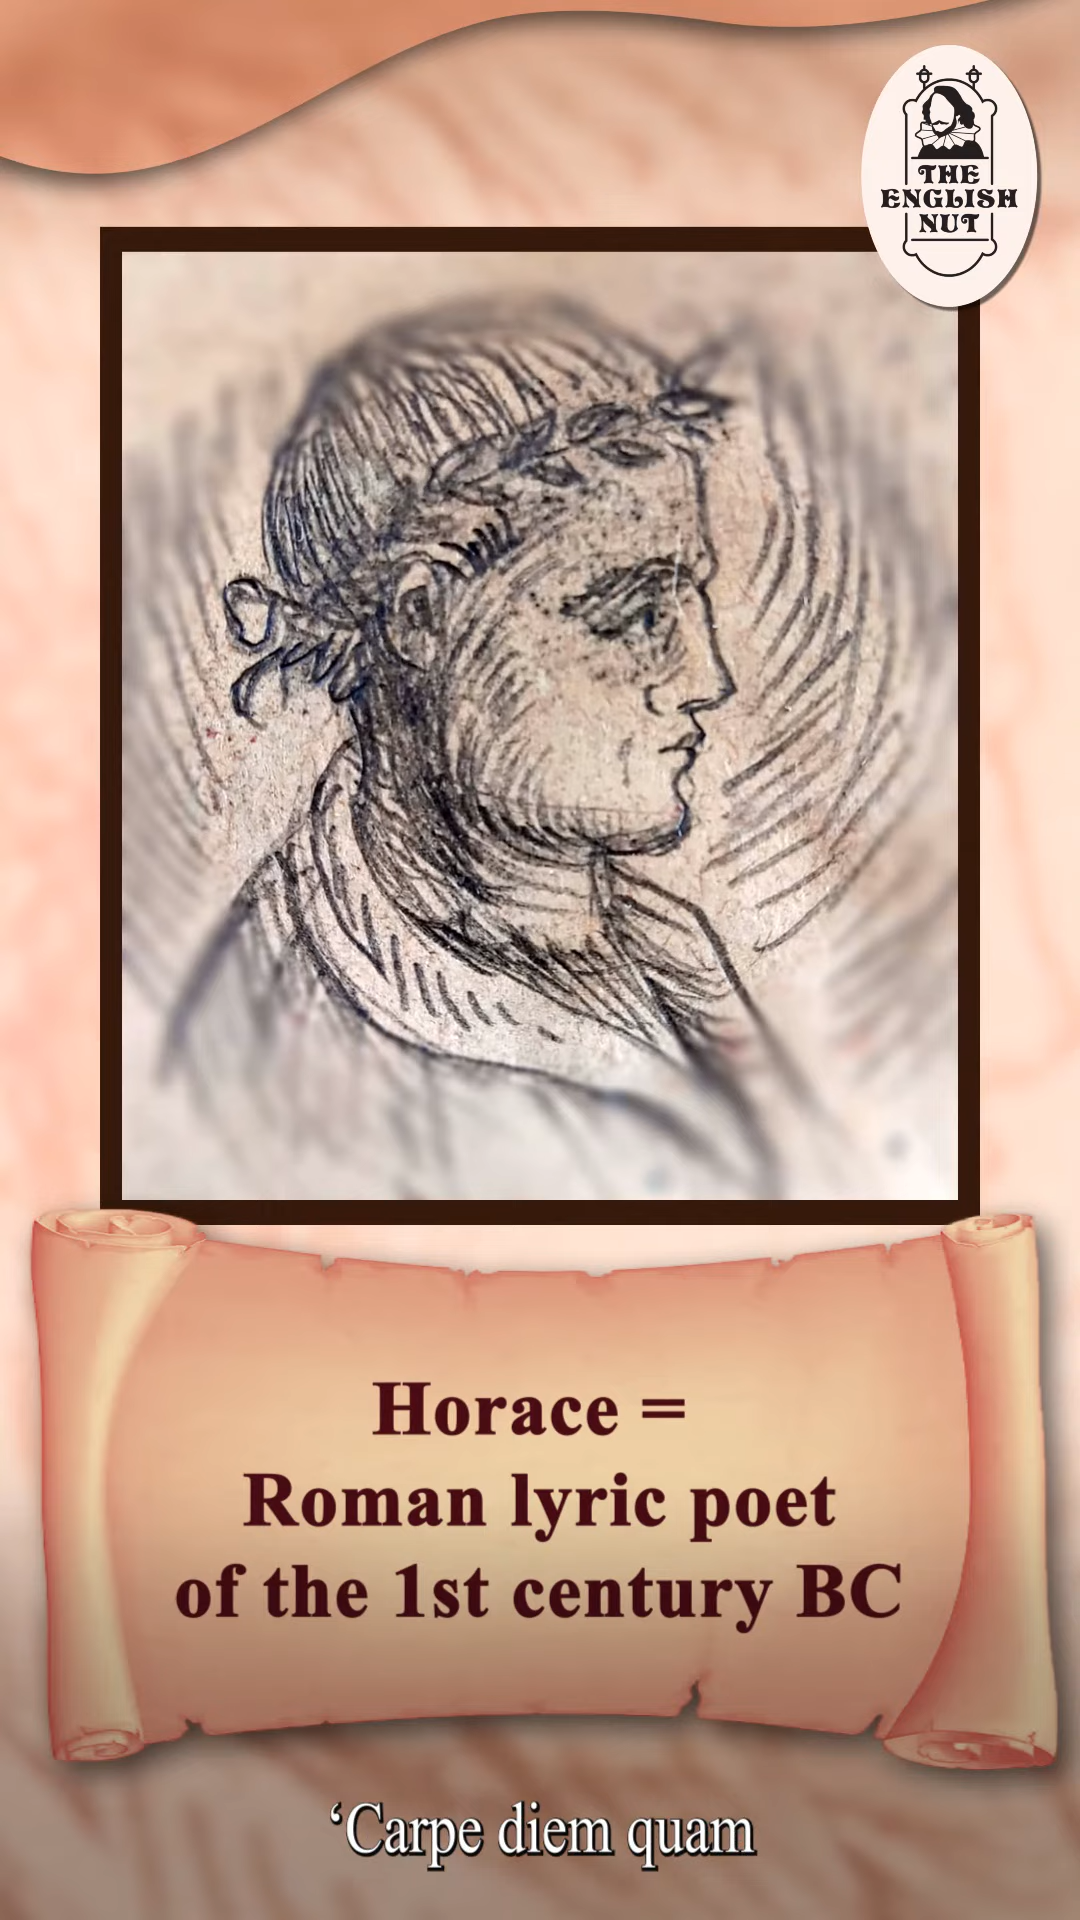 THE
ENGLISH
NUT
Horace =
Roman lyric poet
of the 1st century BC
‘Carpe diem quam